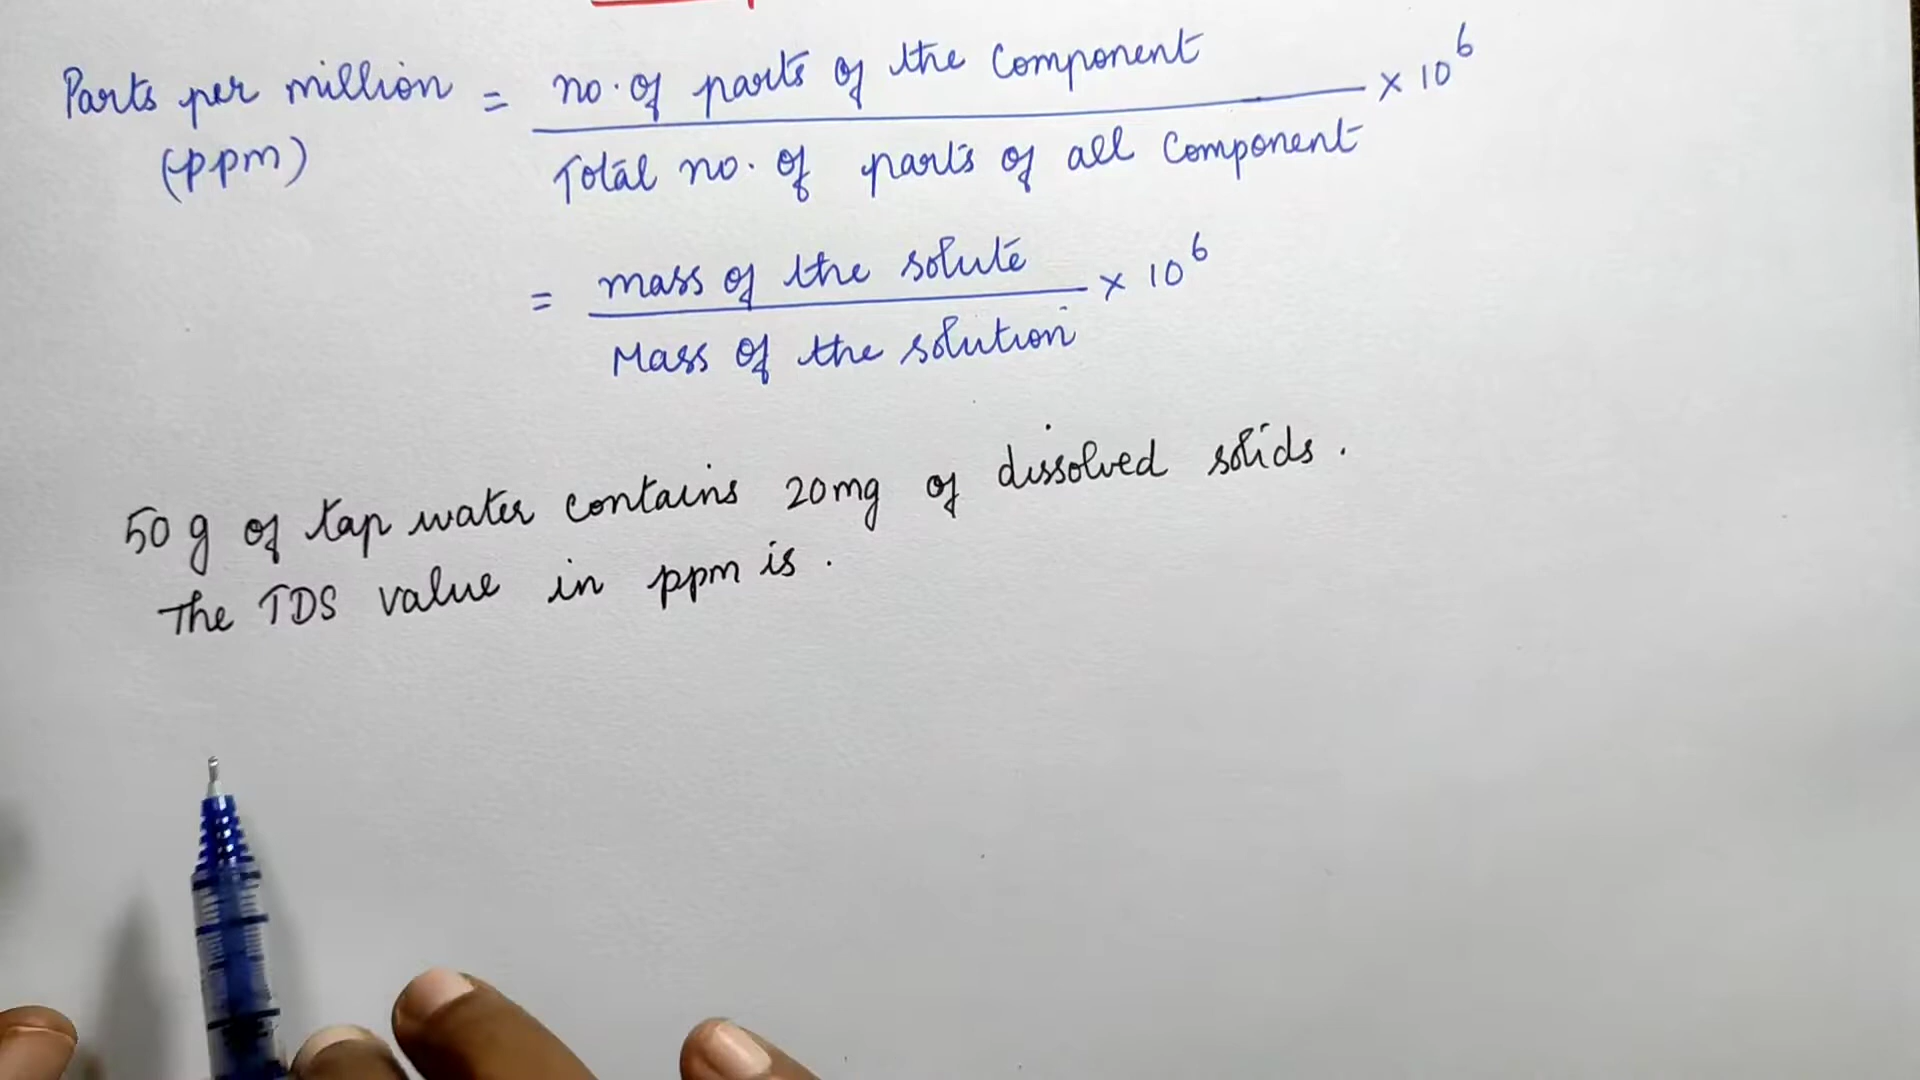 Parts per million = no. of parts of the component × 10⁶
(ppm) Total no. of parts of all component
= mass of the solute × 10⁶
Mass of the solution
50 g of tap water contains 20mg of dissolved solids.
The TDS value in ppm is.